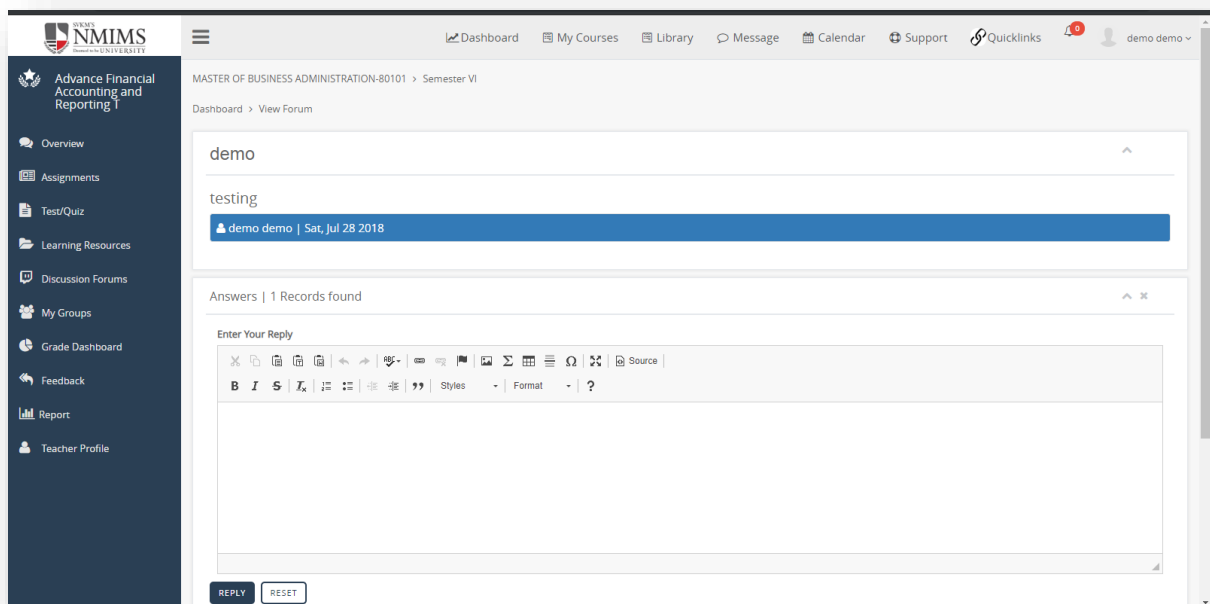 SVKM'S
NMIMS
Deemed to be UNIVERSITY
Dashboard My Courses Library Message Calendar Support Quicklinks 0 demo demo
Advance Financial
Accounting and
Reporting T
Overview
Assignments
Test/Quiz
Learning Resources
Discussion Forums
My Groups
Grade Dashboard
Feedback
Report
Teacher Profile
MASTER OF BUSINESS ADMINISTRATION-80101 > Semester VI
Dashboard > View Forum
demo
testing
demo demo | Sat, Jul 28 2018
Answers | 1 Records found
Enter Your Reply
ABC Σ Ω Source
B I S Ix Styles Format ?
REPLY RESET